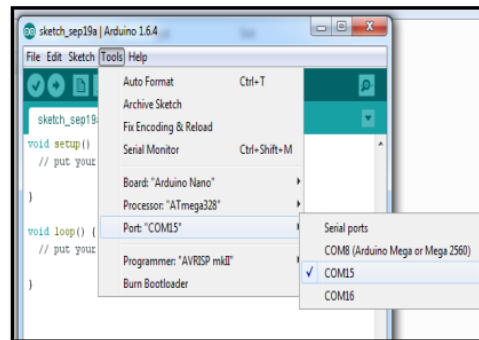 sketch_sep19a | Arduino 1.6.4
File Edit Sketch Tools Help
sketch_sep19a
Auto Format Ctrl+T
Archive Sketch
Fix Encoding & Reload
Serial Monitor Ctrl+Shift+M
Board: "Arduino Nano"
Processor: "ATmega328"
Port: "COM15"
Programmer: "AVRISP mkII"
Burn Bootloader
Serial ports
COM8 (Arduino Mega or Mega 2560)
COM15
COM16
void setup()
// put your
}
void loop() {
// put your
}